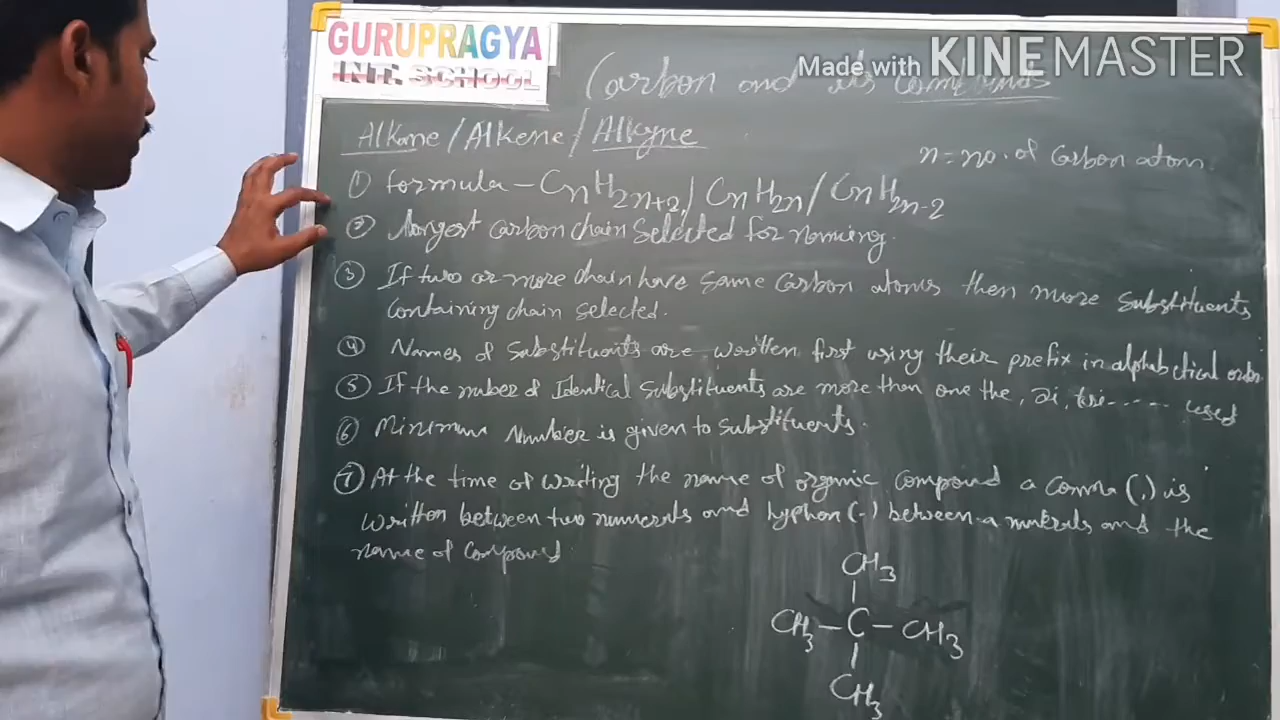 GURUPRAGYA
INT. SCHOOL
Made with KINEMASTER
Carbon and its compounds
Alkane/Alkene/Alkyne
n = no. of Carbon atom
① formula - CnH2n+2 / CnH2n / CnH2n-2
② Longest carbon chain selected for naming.
③ If two or more chain have same carbon atoms then more substituents
containing chain selected.
④ Names of substituents are written first using their prefix in alphabetical order
⑤ If the number of Identical substituents are more than one the, di, tri ...... used
⑥ Minimum Number is given to substituents.
⑦ At the time of writing the name of organic compound a comma (,) is
written between two numerals and hyphon (-) between a numerals and the
name of compound
CH3
CH3 - C - CH3
CH3